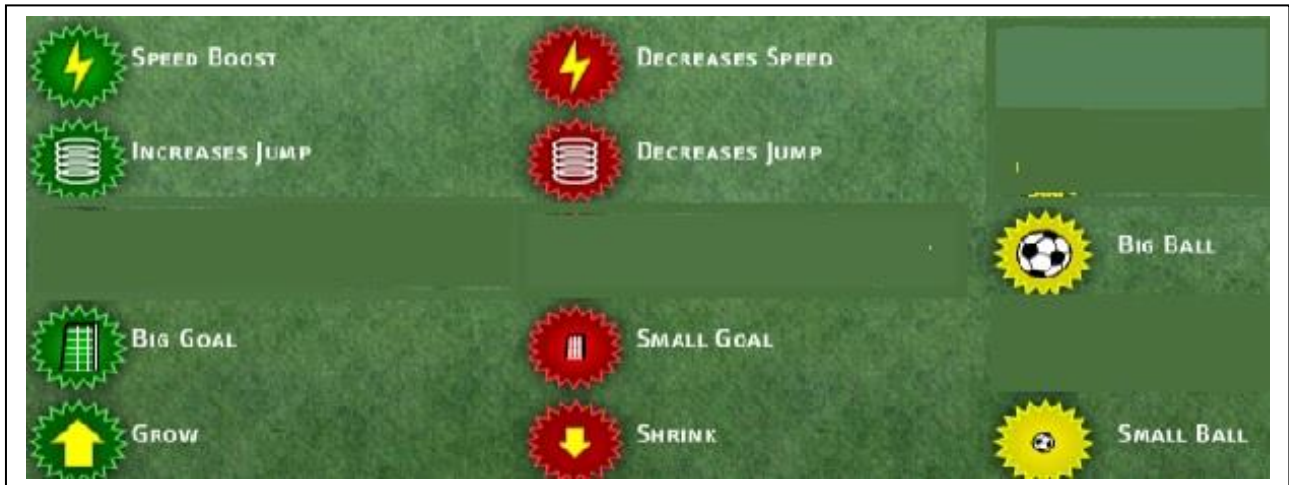 SPEED BOOST
DECREASES SPEED
INCREASES JUMP
DECREASES JUMP
BIG BALL
BIG GOAL
SMALL GOAL
GROW
SHRINK
SMALL BALL